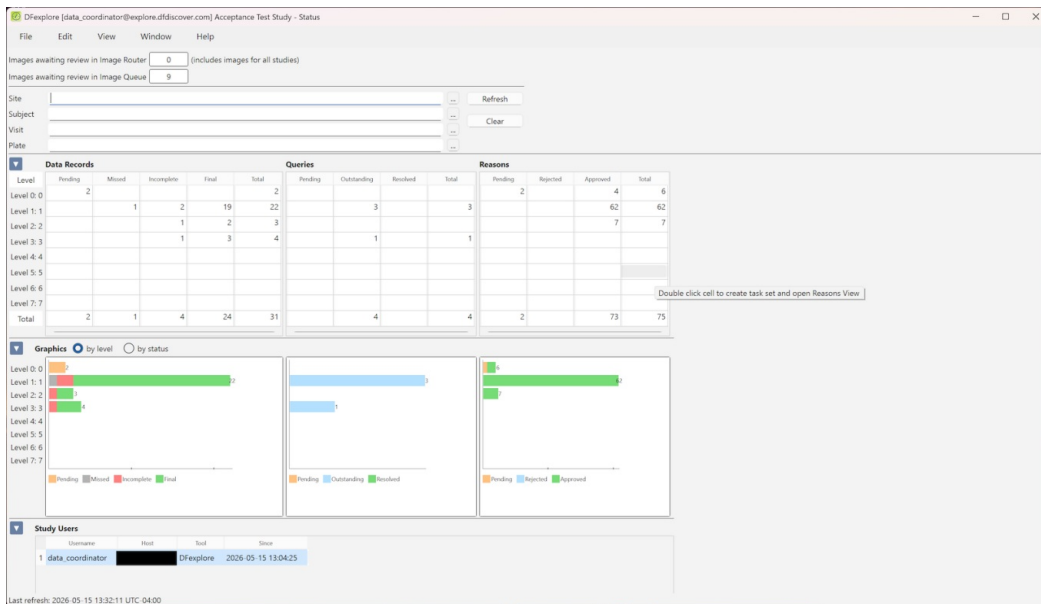 DFexplore [data_coordinator@explore.dfdiscover.com] Acceptance Test Study - Status
File Edit View Window Help
Images awaiting review in Image Router 0 (includes images for all studies)
Images awaiting review in Image Queue 9
Site ... Refresh
Subject ...
Clear
Visit ...
Plate ...
Data Records Queries Reasons
Level Pending Missed Incomplete Final Total Pending Outstanding Resolved Total Pending Rejected Approved Total
Level 0: 0 2 2 2 4 6
Level 1: 1 1 2 19 22 3 3 62 62
Level 2: 2 1 2 3 7 7
Level 3: 3 1 3 4 1 1
Level 4: 4
Level 5: 5
Level 6: 6
Double click cell to create task set and open Reasons View
Level 7: 7
Total 2 1 4 24 31 4 4 2 73 75
Graphics by level by status
Level 0: 0 2 6
Level 1: 1 22 3 62
Level 2: 2 3 7
Level 3: 3 4 1
Level 4: 4
Level 5: 5
Level 6: 6
Level 7: 7
Pending Missed Incomplete Final Pending Outstanding Resolved Pending Rejected Approved
Study Users
Username Host Tool Since
1 data_coordinator DFexplore 2026-05-15 13:04:25
Last refresh: 2026-05-15 13:32:11 UTC-04:00